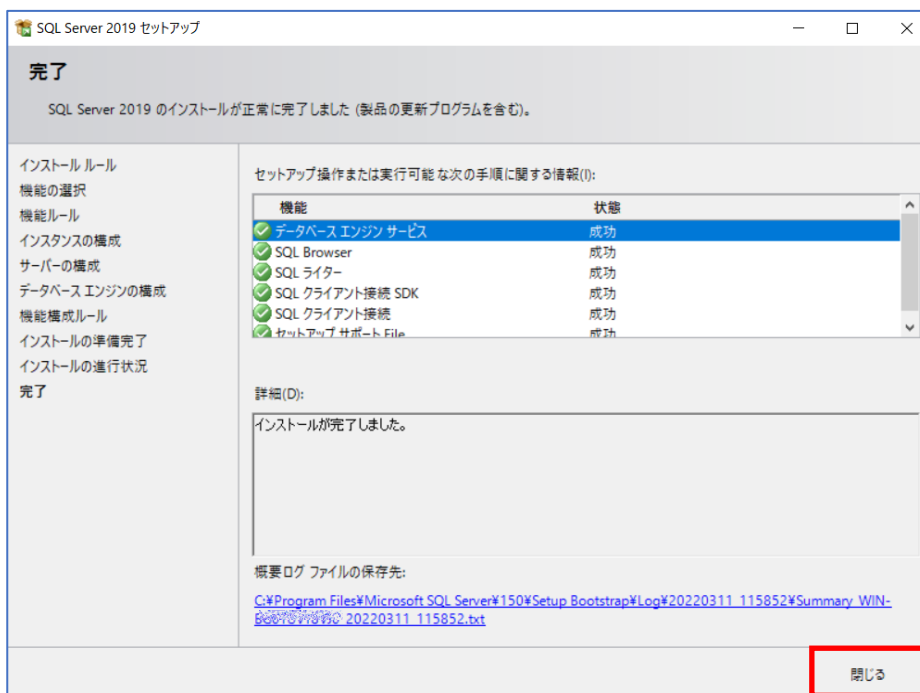 SQL Server 2019 セットアップ
完了
SQL Server 2019 のインストールが正常に完了しました (製品の更新プログラムを含む)。
インストール ルール
機能の選択
機能ルール
インスタンスの構成
サーバーの構成
データベース エンジンの構成
機能構成ルール
インストールの準備完了
インストールの進行状況
完了
セットアップ操作または実行可能な次の手順に関する情報(I):
機能 状態
データベース エンジン サービス 成功
SQL Browser 成功
SQL ライター 成功
SQL クライアント接続 SDK 成功
SQL クライアント接続 成功
セットアップ サポート File 成功
詳細(D):
インストールが完了しました。
概要ログ ファイルの保存先:
C:¥Program Files¥Microsoft SQL Server¥150¥Setup Bootstrap¥Log¥20220311_115852¥Summary_WIN-
_20220311_115852.txt
閉じる